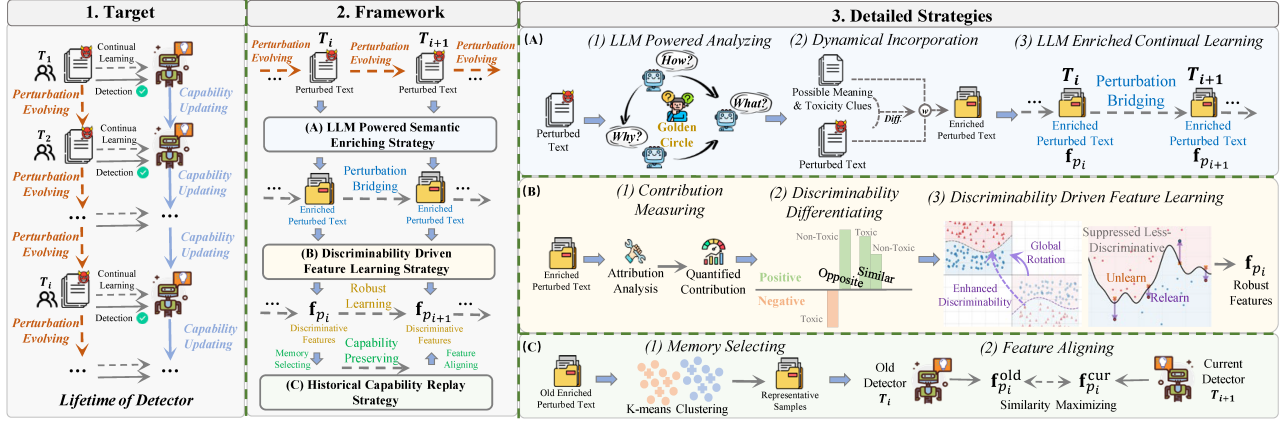 1. Target
T1
Continual
Learning
Detection
Perturbation
Evolving
Capability
Updating
T2
Continua
Learning
Detection
Perturbation
Evolving
Capability
Updating
...
...
Perturbation
Evolving
Capability
Updating
Ti
Continual
Learning
Detection
Perturbation
Evolving
Capability
Updating
...
...
Lifetime of Detector
2. Framework
Perturbation
Evolving
Ti
Perturbation
Evolving
Ti+1
Perturbation
Evolving
...
...
Perturbed Text
Perturbed Text
(A) LLM Powered Semantic
Enriching Strategy
...
Perturbation
Bridging
...
Enriched
Perturbed Text
Enriched
Perturbed Text
(B) Discriminability Driven
Feature Learning Strategy
...
fpi
Robust
Learning
fpi+1
...
Discriminative
Features
Discriminative
Features
Memory
Selecting
Capability
Preserving
Feature
Aligning
(C) Historical Capability Replay
Strategy
3. Detailed Strategies
(A)
(1) LLM Powered Analyzing
Perturbed
Text
How?
Why?
What?
Golden
Circle
(2) Dynamical Incorporation
Possible Meaning
& Toxicity Clues
Diff.
w
Perturbed Text
Enriched
Perturbed Text
(3) LLM Enriched Continual Learning
...
Ti
Perturbation
Bridging
Ti+1
...
Enriched
Perturbed Text
fpi
Enriched
Perturbed Text
fpi+1
(B)
(1) Contribution
Measuring
Enriched
Perturbed Text
Attribution
Analysis
Quantified
Contribution
(2) Discriminability
Differentiating
Non-Toxic
Toxic
Non-Toxic
Positive
Opposite
Similar
Negative
Toxic
(3) Discriminability Driven Feature Learning
Global
Rotation
Enhanced
Discriminability
Suppressed Less-
Discriminative
Unlearn
Relearn
fpi
Robust
Features
(C)
(1) Memory Selecting
Old Enriched
Perturbed Text
K-means Clustering
Representative
Samples
(2) Feature Aligning
Old
Detector
Ti
fpi old
fpi cur
Similarity Maximizing
Current
Detector
Ti+1